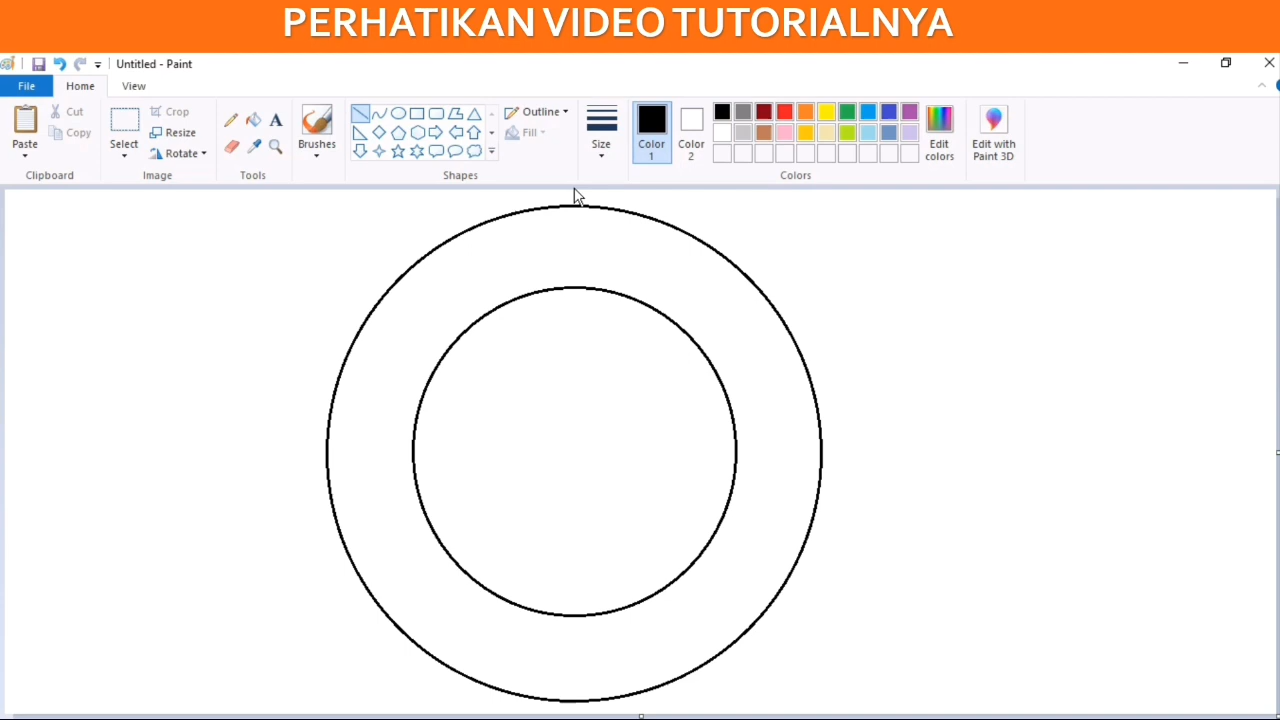 PERHATIKAN VIDEO TUTORIALNYA
Untitled - Paint
File Home View
Paste
Cut
Copy
Clipboard
Select
Crop
Resize
Rotate
Image
A
Tools
Brushes
Outline
Fill
Shapes
Size
Color 1
Color 2
Edit colors
Colors
Edit with Paint 3D